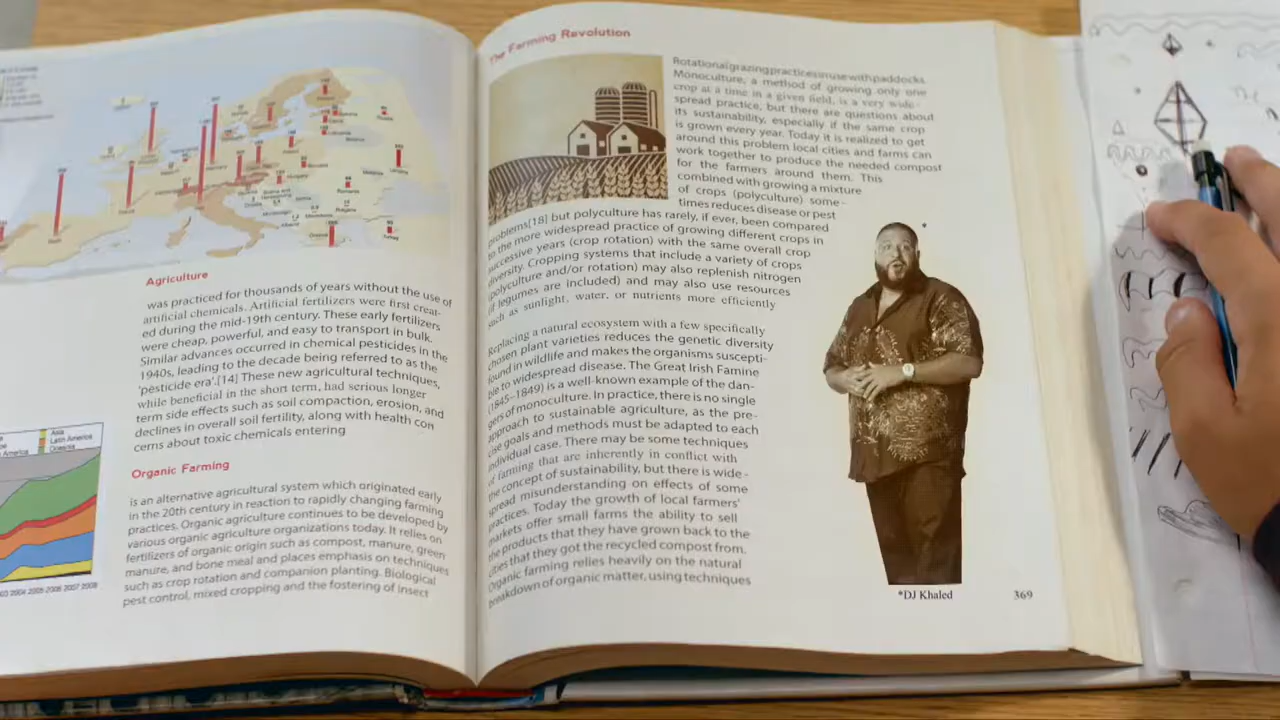 Agriculture
was practiced for thousands of years without the use of
artificial chemicals. Artificial fertilizers were first creat-
ed during the mid-19th century. These early fertilizers
were cheap, powerful, and easy to transport in bulk.
Similar advances occurred in chemical pesticides in the
1940s, leading to the decade being referred to as the
'pesticide era'.[14] These new agricultural techniques,
while beneficial in the short term, had serious longer
term side effects such as soil compaction, erosion, and
declines in overall soil fertility, along with health con
cerns about toxic chemicals entering
Asia
Latin America
America
Oceania
2004 2005 2006 2007 2008
Organic Farming
is an alternative agricultural system which originated early
in the 20th century in reaction to rapidly changing farming
practices. Organic agriculture continues to be developed by
various organic agriculture organizations today. It relies on
fertilizers of organic origin such as compost, manure, green
manure, and bone meal and places emphasis on techniques
such as crop rotation and companion planting. Biological
pest control, mixed cropping and the fostering of insect
The Farming Revolution
Rotational grazing practices in use with paddocks.
Monoculture, a method of growing only one
crop at a time in a given field, is a very wide-
spread practice, but there are questions about
its sustainability, especially if the same crop
is grown every year. Today it is realized to get
around this problem local cities and farms can
work together to produce the needed compost
for the farmers around them. This
combined with growing a mixture
of crops (polyculture) some-
times reduces disease or pest
problems[18] but polyculture has rarely, if ever, been compared
to the more widespread practice of growing different crops in
successive years (crop rotation) with the same overall crop
diversity. Cropping systems that include a variety of crops
(polyculture and/or rotation) may also replenish nitrogen
(if legumes are included) and may also use resources
such as sunlight, water, or nutrients more efficiently
Replacing a natural ecosystem with a few specifically
chosen plant varieties reduces the genetic diversity
found in wildlife and makes the organisms suscepti-
ble to widespread disease. The Great Irish Famine
(1845-1849) is a well-known example of the dan-
gers of monoculture. In practice, there is no single
approach to sustainable agriculture, as the pre-
cise goals and methods must be adapted to each
individual case. There may be some techniques
of farming that are inherently in conflict with
the concept of sustainability, but there is wide-
spread misunderstanding on effects of some
practices. Today the growth of local farmers'
markets offer small farms the ability to sell
the products that they have grown back to the
cities that they got the recycled compost from.
Organic farming relies heavily on the natural
breakdown of organic matter, using techniques
*
*DJ Khaled
369